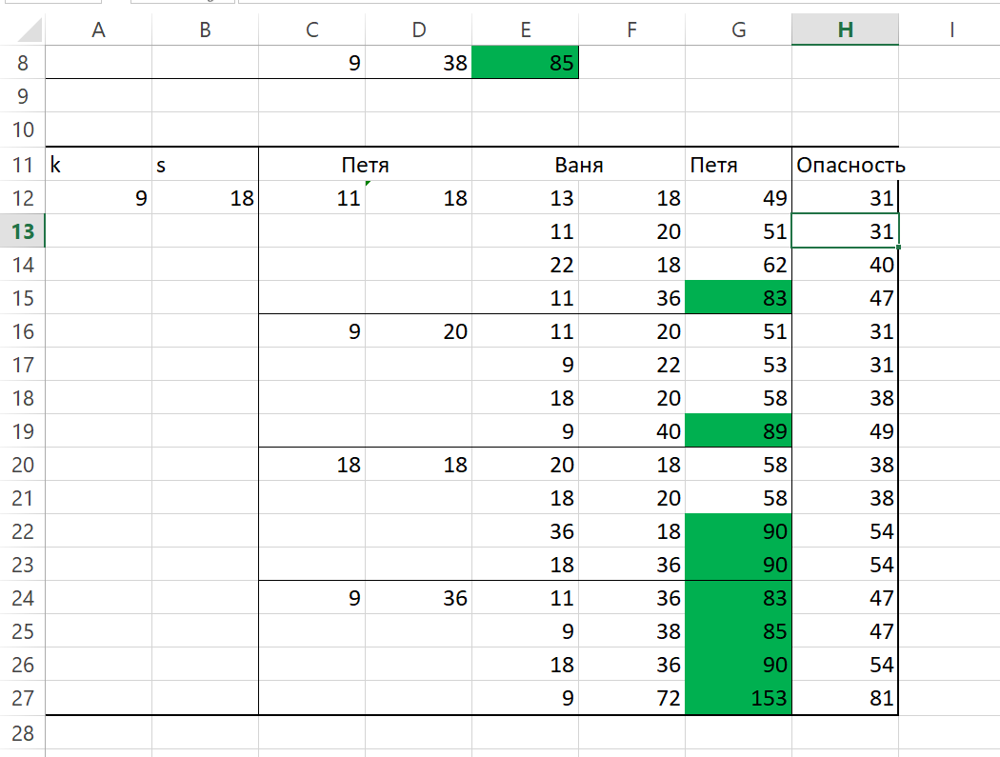 A B C D E F G H I
8 9 38 85
9
10
11 k s Петя Ваня Петя Опасность
12 9 18 11 18 13 18 49 31
13 11 20 51 31
14 22 18 62 40
15 11 36 83 47
16 9 20 11 20 51 31
17 9 22 53 31
18 18 20 58 38
19 9 40 89 49
20 18 18 20 18 58 38
21 18 20 58 38
22 36 18 90 54
23 18 36 90 54
24 9 36 11 36 83 47
25 9 38 85 47
26 18 36 90 54
27 9 72 153 81
28